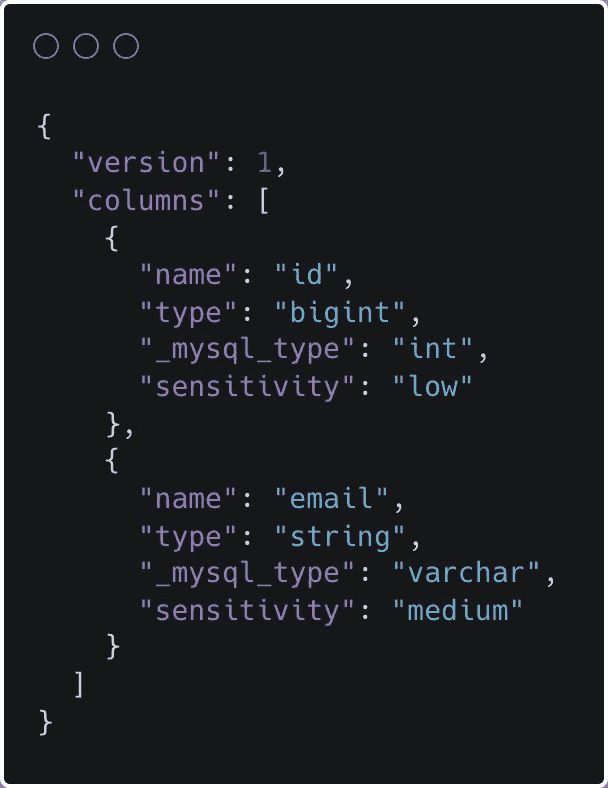 {
  "version": 1,
  "columns": [
    {
      "name": "id",
      "type": "bigint",
      "_mysql_type": "int",
      "sensitivity": "low"
    },
    {
      "name": "email",
      "type": "string",
      "_mysql_type": "varchar",
      "sensitivity": "medium"
    }
  ]
}